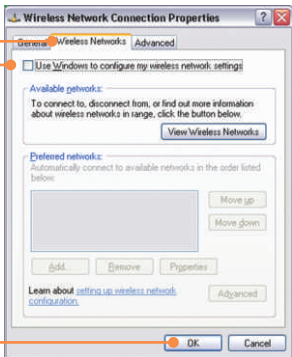 Wireless Network Connection Properties
General Wireless Networks Advanced
Use Windows to configure my wireless network settings
Available networks:
To connect to, disconnect from, or find out more information
about wireless networks in range, click the button below.
View Wireless Networks
Preferred networks:
Automatically connect to available networks in the order listed
below:
Move up
Move down
Add... Remove Properties
Learn about setting up wireless network
configuration.
Advanced
OK Cancel